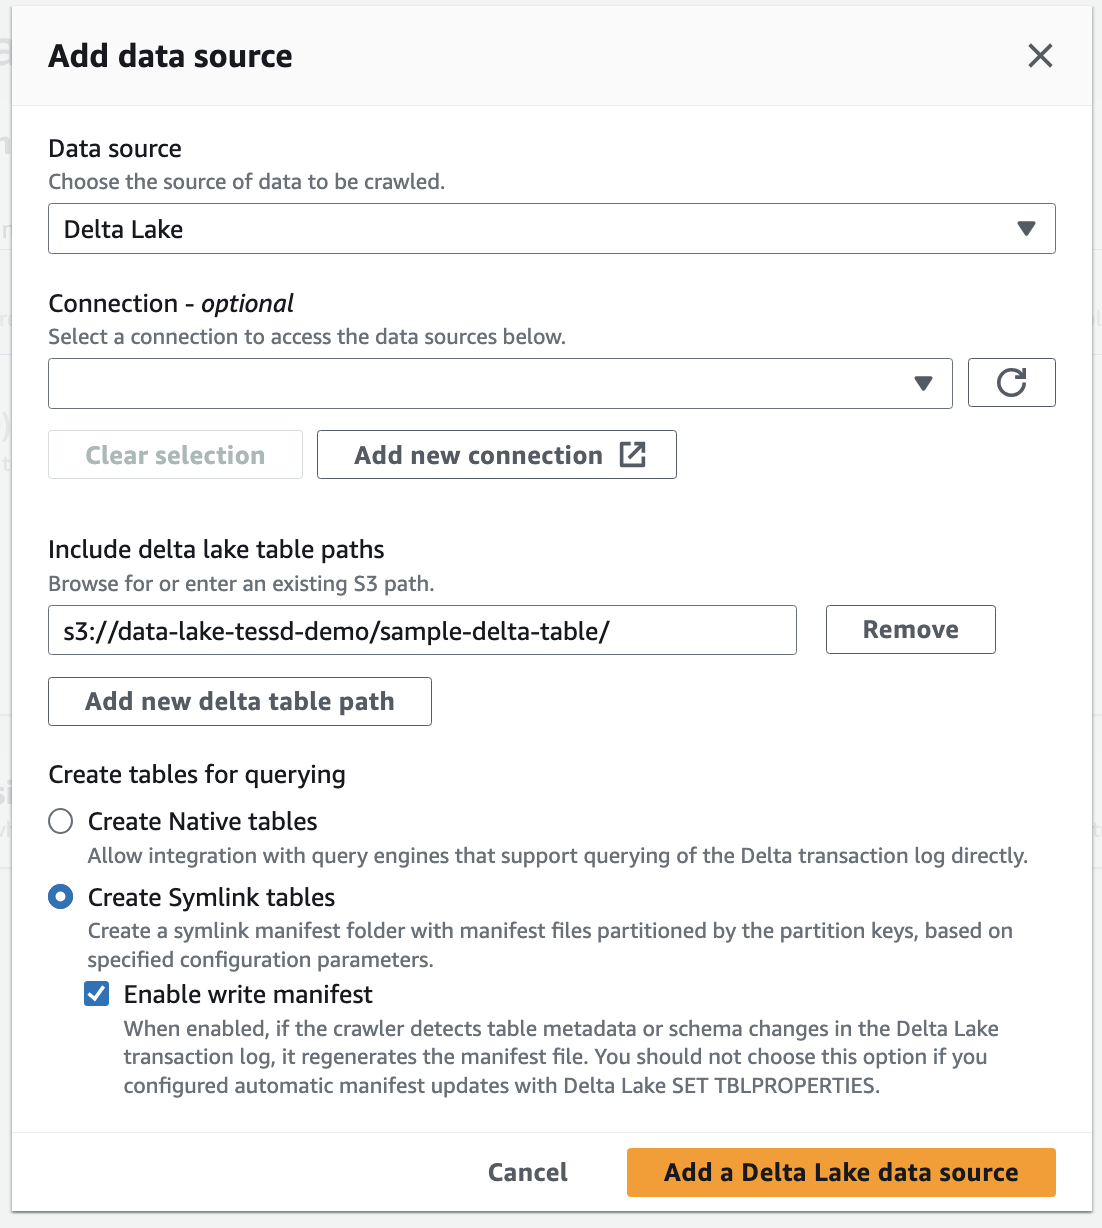 Add data source
Data source
Choose the source of data to be crawled.
Delta Lake
Connection - optional
Select a connection to access the data sources below.
Clear selection
Add new connection
Include delta lake table paths
Browse for or enter an existing S3 path.
s3://data-lake-tessd-demo/sample-delta-table/
Remove
Add new delta table path
Create tables for querying
Create Native tables
Allow integration with query engines that support querying of the Delta transaction log directly.
Create Symlink tables
Create a symlink manifest folder with manifest files partitioned by the partition keys, based on
specified configuration parameters.
Enable write manifest
When enabled, if the crawler detects table metadata or schema changes in the Delta Lake
transaction log, it regenerates the manifest file. You should not choose this option if you
configured automatic manifest updates with Delta Lake SET TBLPROPERTIES.
Cancel
Add a Delta Lake data source